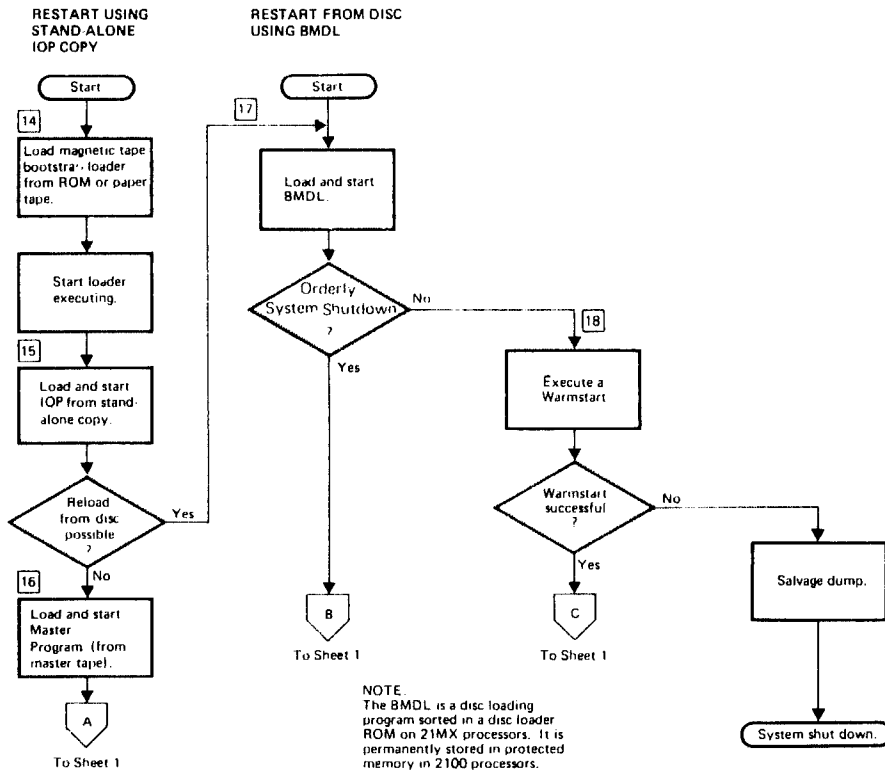 RESTART USING
STAND-ALONE
IOP COPY
Start
14
Load magnetic tape
bootstrap loader
from ROM or paper
tape.
Start loader
executing.
15
Load and start
IOP from stand-
alone copy.
Reload
from disc
possible
?
Yes
No
16
Load and start
Master
Program (from
master tape).
A
To Sheet 1
RESTART FROM DISC
USING BMDL
Start
17
Load and start
BMDL.
Orderly
System Shutdown
?
No
Yes
B
To Sheet 1
18
Execute a
Warmstart
Warmstart
successful
?
No
Yes
C
To Sheet 1
Salvage dump.
System shut down.
NOTE.
The BMDL is a disc loading
program sorted in a disc loader
ROM on 21MX processors. It is
permanently stored in protected
memory in 2100 processors.